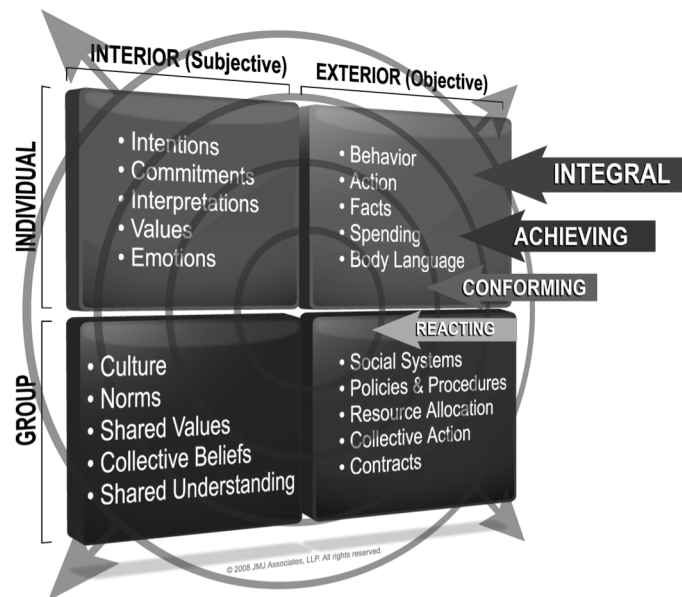 INTERIOR (Subjective)
EXTERIOR (Objective)
INDIVIDUAL
• Intentions
• Commitments
• Interpretations
• Values
• Emotions
• Behavior
• Action
• Facts
• Spending
• Body Language
INTEGRAL
ACHIEVING
CONFORMING
REACTING
GROUP
• Culture
• Norms
• Shared Values
• Collective Beliefs
• Shared Understanding
• Social Systems
• Policies & Procedures
• Resource Allocation
• Collective Action
• Contracts
© 2008 JMJ Associates, LLP. All rights reserved.